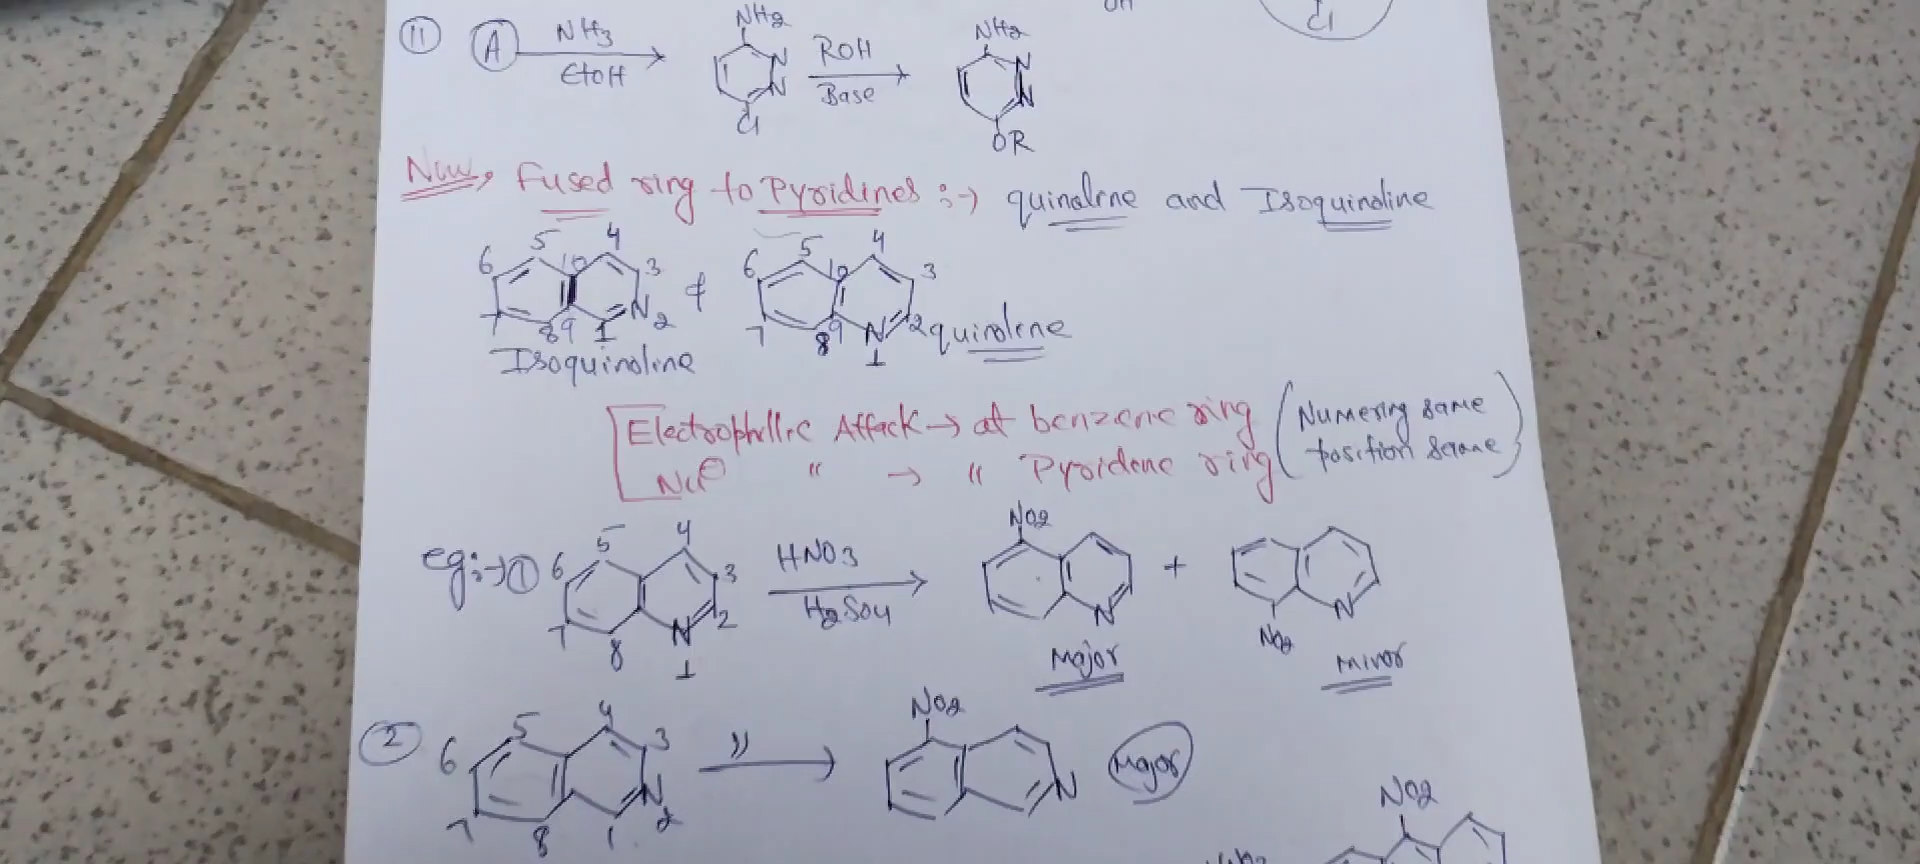 OH
Cl
11 A NH3 EtOH NH2 N N Cl ROH Base NH2 N N OR
Now, Fused ring to Pyridines :→ quinoline and Isoquinoline
6 5 10 4 3 N 2 1 9 8 7 & 6 5 10 4 3 2 N 1 9 8 7 quinoline
Isoquinoline
Electrophilic Attack → at benzene ring (Numering same
Nu⊖ " → " Pyridine ring position same)
eg:→ 1 6 5 4 3 2 N 1 8 7 HNO3 H2SO4 NO2 N + N NO2
Major Minor
2 6 5 4 3 N 2 1 8 7 " NO2 N Major
NO2